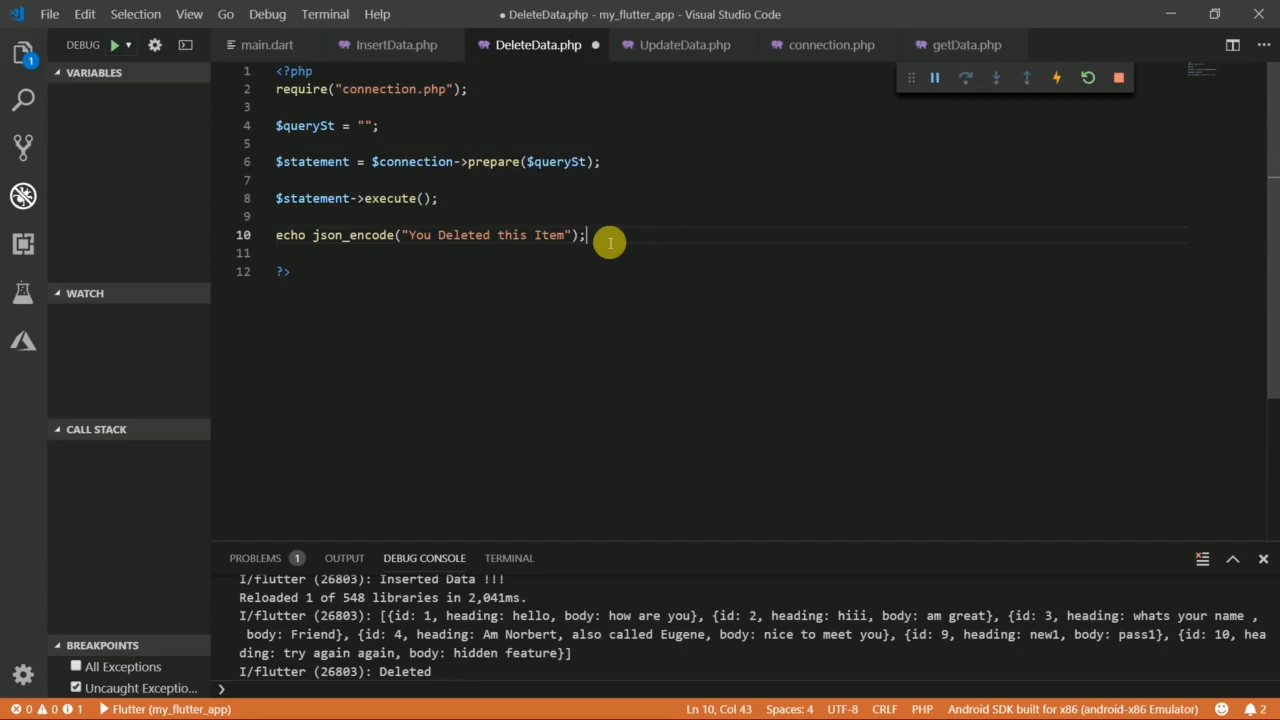 File Edit Selection View Go Debug Terminal Help
● DeleteData.php - my_flutter_app - Visual Studio Code
DEBUG
main.dart
InsertData.php
DeleteData.php
UpdateData.php
connection.php
getData.php
1
VARIABLES
WATCH
CALL STACK
BREAKPOINTS
All Exceptions
Uncaught Exceptio...
1 <?php
2 require("connection.php");
3
4 $querySt = "";
5
6 $statement = $connection->prepare($querySt);
7
8 $statement->execute();
9
10 echo json_encode("You Deleted this Item");
11
12 ?>
PROBLEMS 1 OUTPUT DEBUG CONSOLE TERMINAL
I/flutter (26803): Inserted Data !!!
Reloaded 1 of 548 libraries in 2,041ms.
I/flutter (26803): [{id: 1, heading: hello, body: how are you}, {id: 2, heading: hiii, body: am great}, {id: 3, heading: whats your name ,
body: Friend}, {id: 4, heading: Am Norbert, also called Eugene, body: nice to meet you}, {id: 9, heading: new1, body: pass1}, {id: 10, hea
ding: try again again, body: hidden feature}]
I/flutter (26803): Deleted
❯
0 0 1 Flutter (my_flutter_app) Ln 10, Col 43 Spaces: 4 UTF-8 CRLF PHP Android SDK built for x86 (android-x86 Emulator) 2